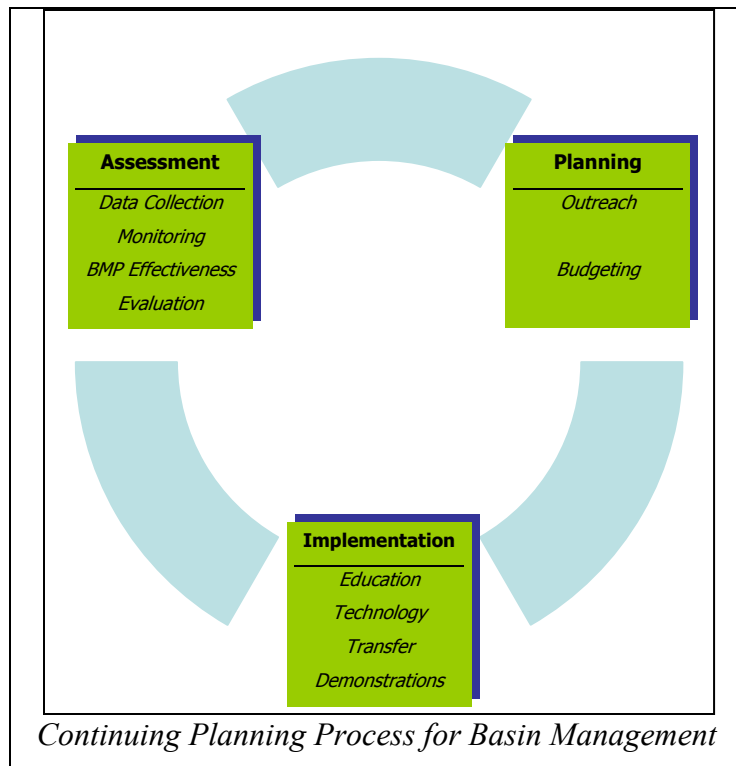 Assessment
Data Collection
Monitoring
BMP Effectiveness
Evaluation
Planning
Outreach
Budgeting
Implementation
Education
Technology
Transfer
Demonstrations
Continuing Planning Process for Basin Management